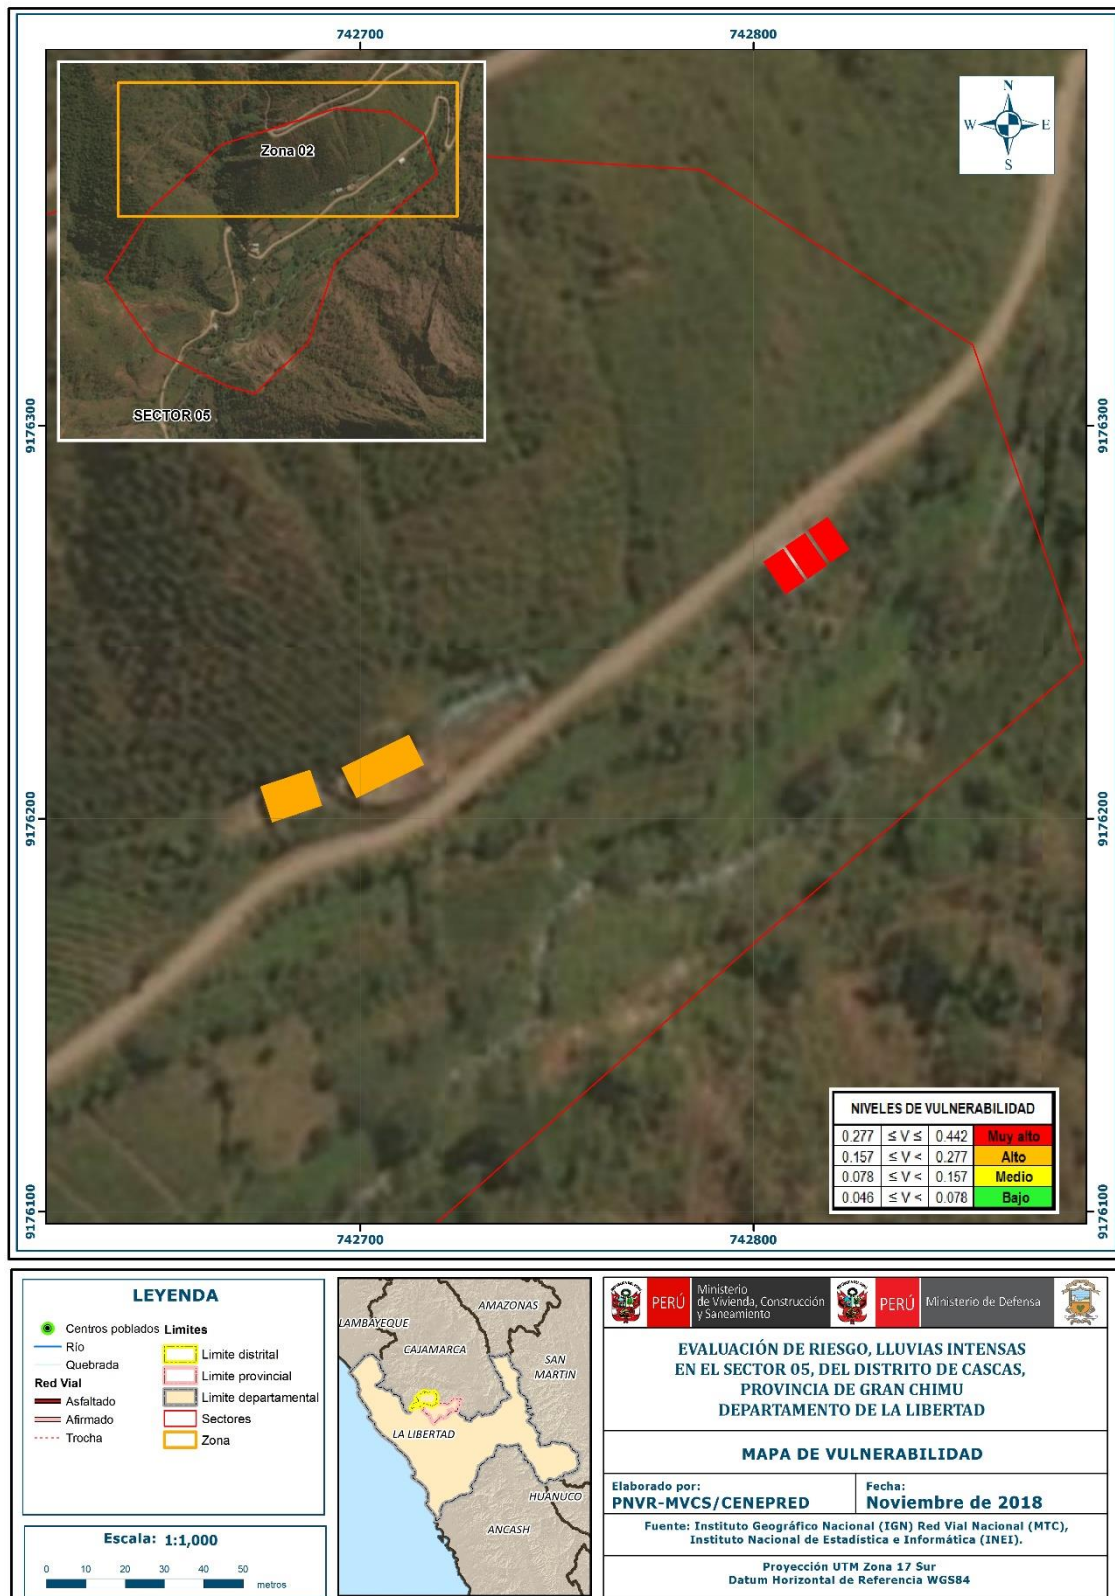 742700
742800
Zona 02
SECTOR 05
N
W
E
S
9176300
9176300
9176200
9176200
9176100
9176100
NIVELES DE VULNERABILIDAD
0.277 ≤ V ≤ 0.442 Muy alto
0.157 ≤ V < 0.277 Alto
0.078 ≤ V < 0.157 Medio
0.046 ≤ V < 0.078 Bajo
742700
742800
LEYENDA
Centros poblados
Río
Quebrada
Red Vial
Asfaltado
Afirmado
Trocha
Limites
Limite distrital
Limite provincial
Limite departamental
Sectores
Zona
Escala: 1:1,000
0 10 20 30 40 50
metros
AMAZONAS
LAMBAYEQUE
CAJAMARCA
SAN
MARTIN
LA LIBERTAD
HUANUCO
ANCASH
PERÚ
Ministerio
de Vivienda, Construcción
y Saneamiento
PERÚ
Ministerio de Defensa
EVALUACIÓN DE RIESGO, LLUVIAS INTENSAS
EN EL SECTOR 05, DEL DISTRITO DE CASCAS,
PROVINCIA DE GRAN CHIMU
DEPARTAMENTO DE LA LIBERTAD
MAPA DE VULNERABILIDAD
Elaborado por:
PNVR-MVCS/CENEPRED
Fecha:
Noviembre de 2018
Fuente: Instituto Geográfico Nacional (IGN) Red Vial Nacional (MTC),
Instituto Nacional de Estadística e Informática (INEI).
Proyección UTM Zona 17 Sur
Datum Horizontal de Referencia WGS84